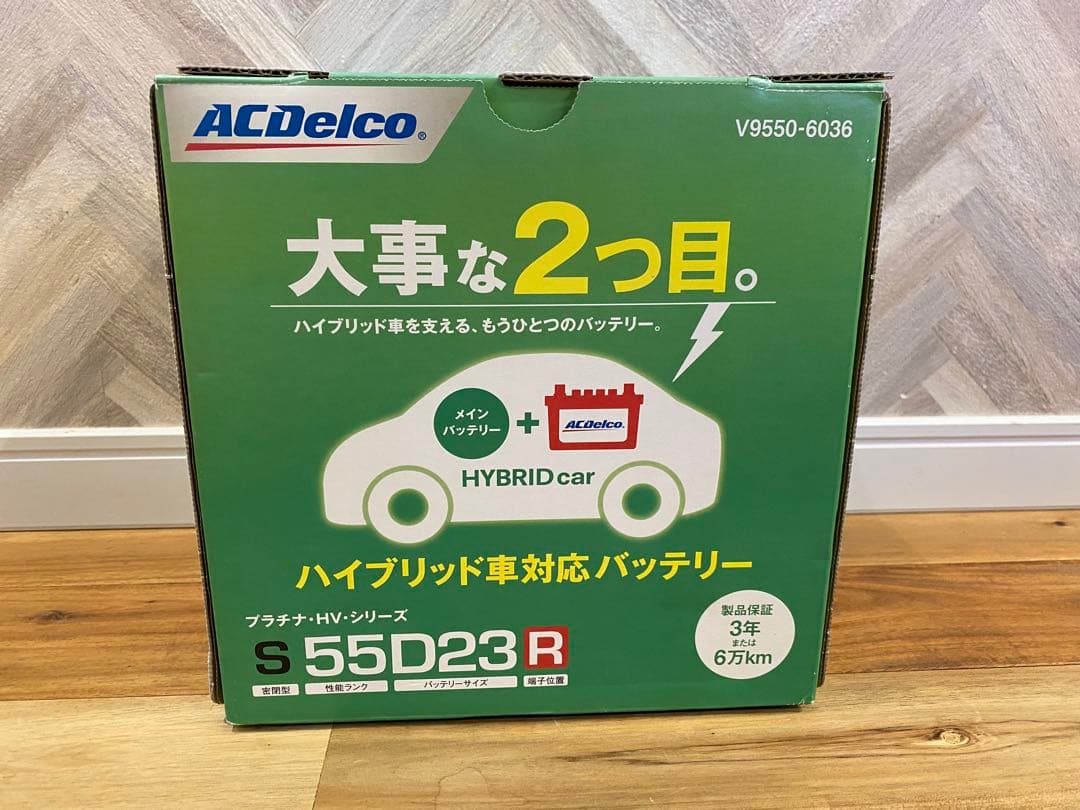 ACDelco®
V9550-6036
大事な2つ目。
ハイブリッド車を支える、もうひとつのバッテリー。
メイン
バッテリー
+
ACDelco.
HYBRID car
ハイブリッド車対応バッテリー
プラチナ・HV・シリーズ
S 55D23 R
密閉型 性能ランク バッテリーサイズ 端子位置
製品保証
3年
または
6万km